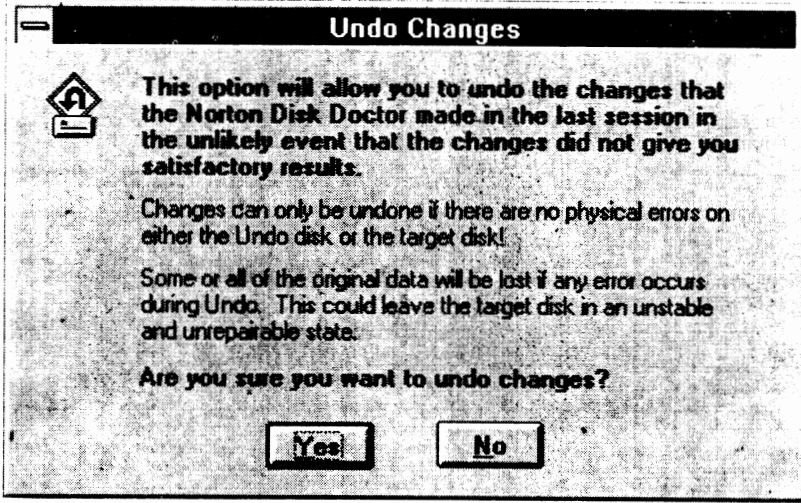 Undo Changes
This option will allow you to undo the changes that
the Norton Disk Doctor made in the last session in
the unlikely event that the changes did not give you
satisfactory results.
Changes can only be undone if there are no physical errors on
either the Undo disk or the target disk!
Some or all of the original data will be lost if any error occurs
during Undo. This could leave the target disk in an unstable
and unrepairable state.
Are you sure you want to undo changes?
Yes No